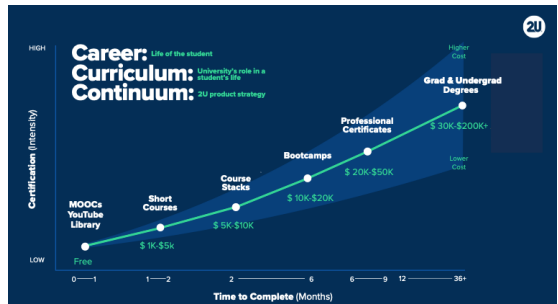 2U
HIGH
Career: Life of the student
Curriculum: University's role in a
student's life
Continuum: 2U product strategy
Higher
Cost
Grad & Undergrad
Degrees
$ 30K-$200K+
Professional
Certificates
$ 20K-$50K
Lower
Cost
Bootcamps
$ 10K-$20K
Course
Stacks
$ 5K-$10K
Short
Courses
$ 1K-$5k
MOOCs
YouTube
Library
Free
Certification (Intensity)
LOW
0 1 1 2 2 6 6 9 12 36+
Time to Complete (Months)